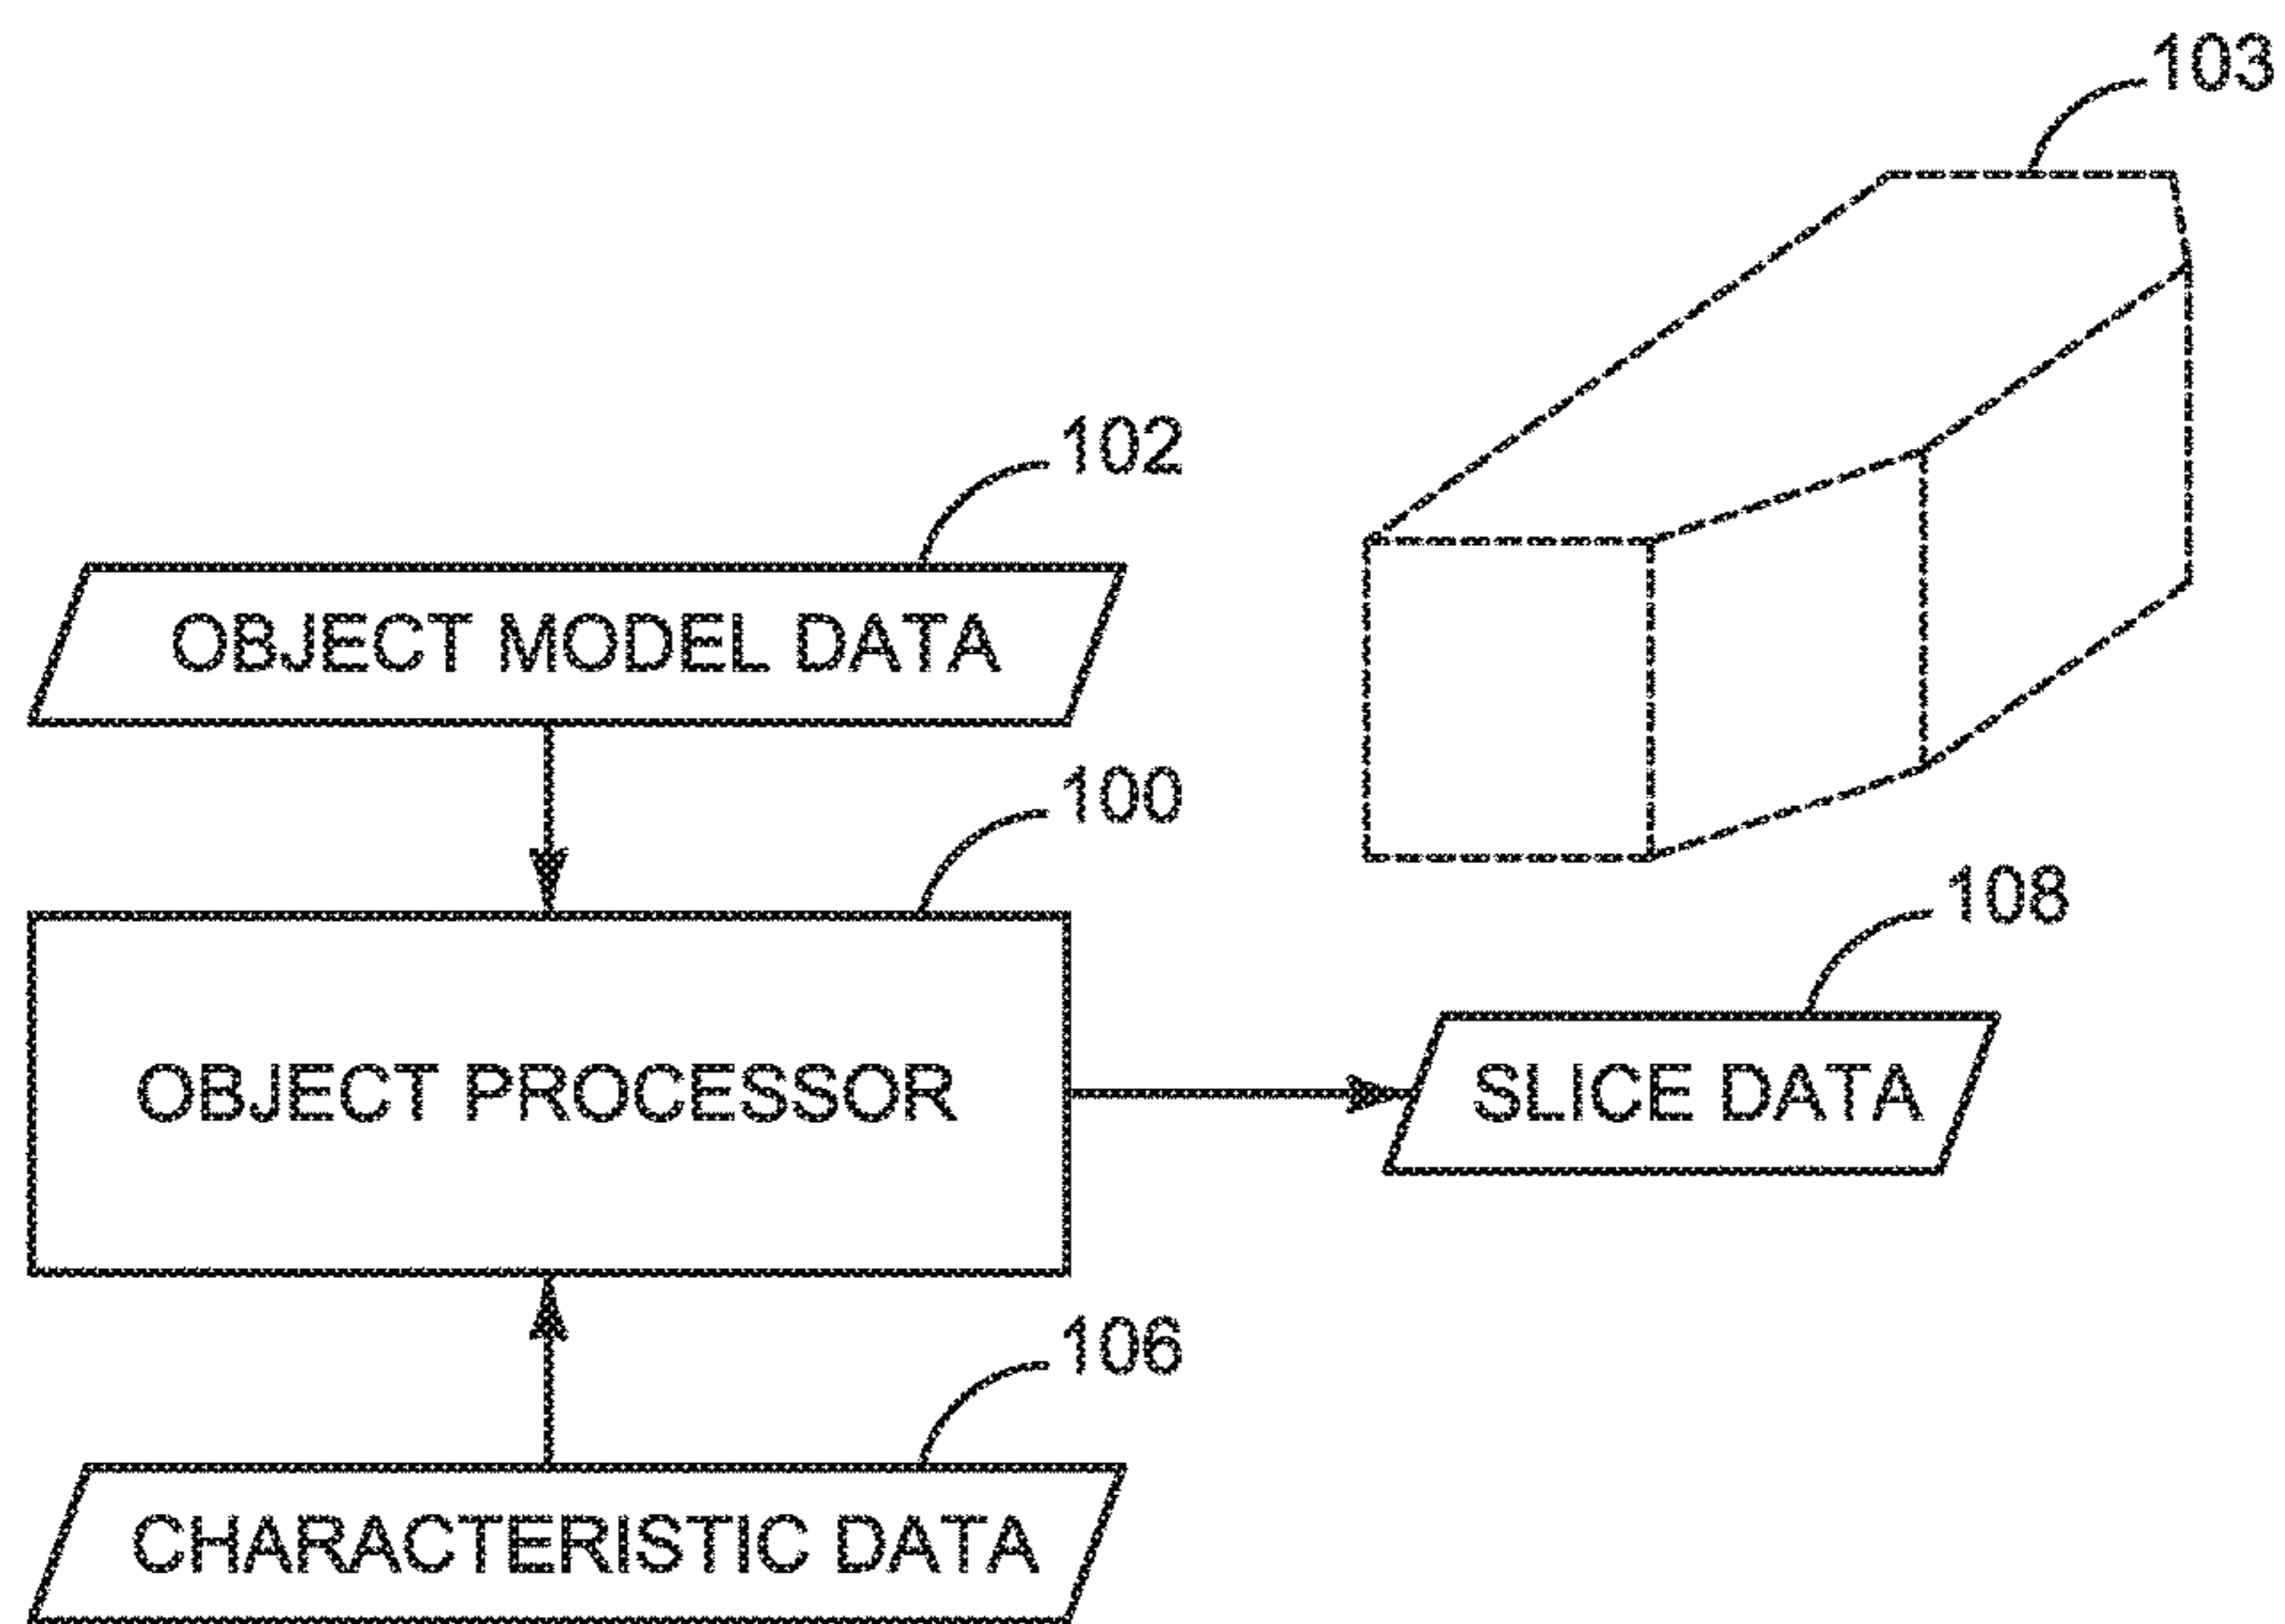 103
102
OBJECT MODEL DATA
100
108
OBJECT PROCESSOR
SLICE DATA
106
CHARACTERISTIC DATA